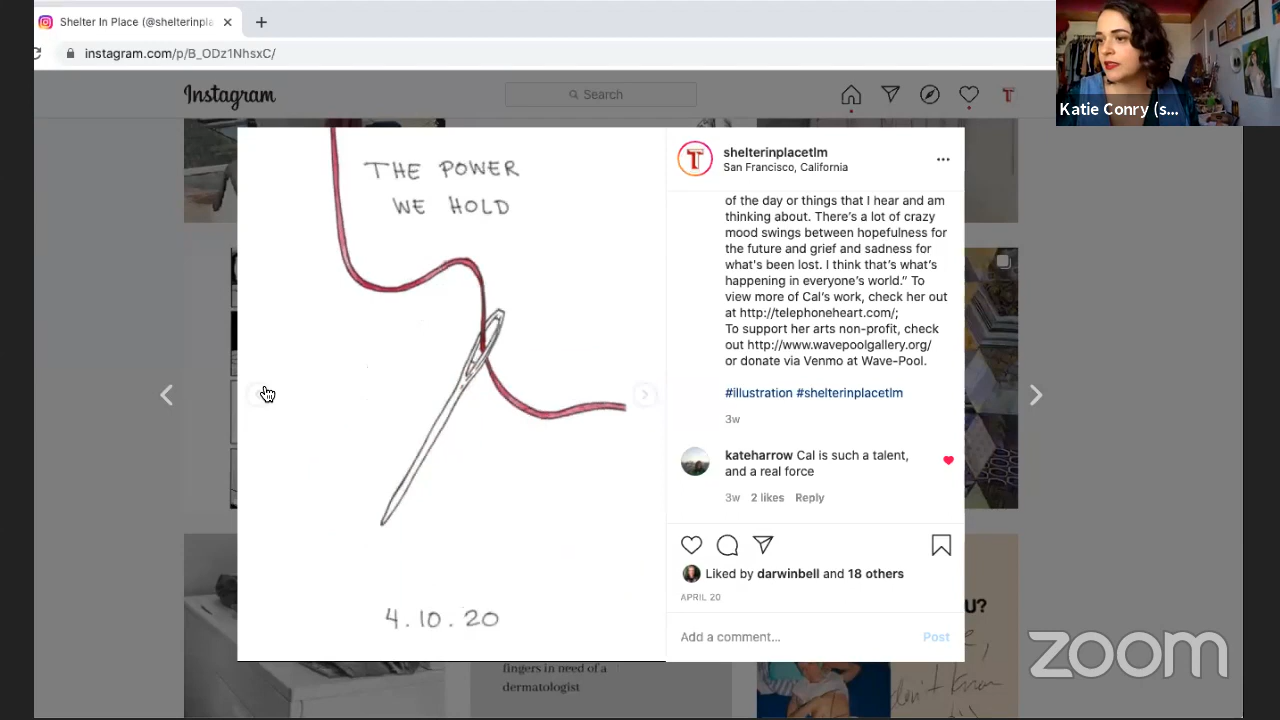 Shelter In Place (@shelterinpla
instagram.com/p/B_ODz1NhsxC/
Instagram
Search
Katie Conry (s...
THE POWER
WE HOLD
4.10.20
shelterinplacetlm
San Francisco, California
of the day or things that I hear and am
thinking about. There's a lot of crazy
mood swings between hopefulness for
the future and grief and sadness for
what's been lost. I think that's what's
happening in everyone's world.” To
view more of Cal's work, check her out
at http://telephoneheart.com/;
To support her arts non-profit, check
out http://www.wavepoolgallery.org/
or donate via Venmo at Wave-Pool.
#illustration #shelterinplacetlm
3w
kateharrow Cal is such a talent,
and a real force
3w 2 likes Reply
Liked by darwinbell and 18 others
APRIL 20
Add a comment... Post
fingers in need of a
dermatologist
U?
don't know
zoom